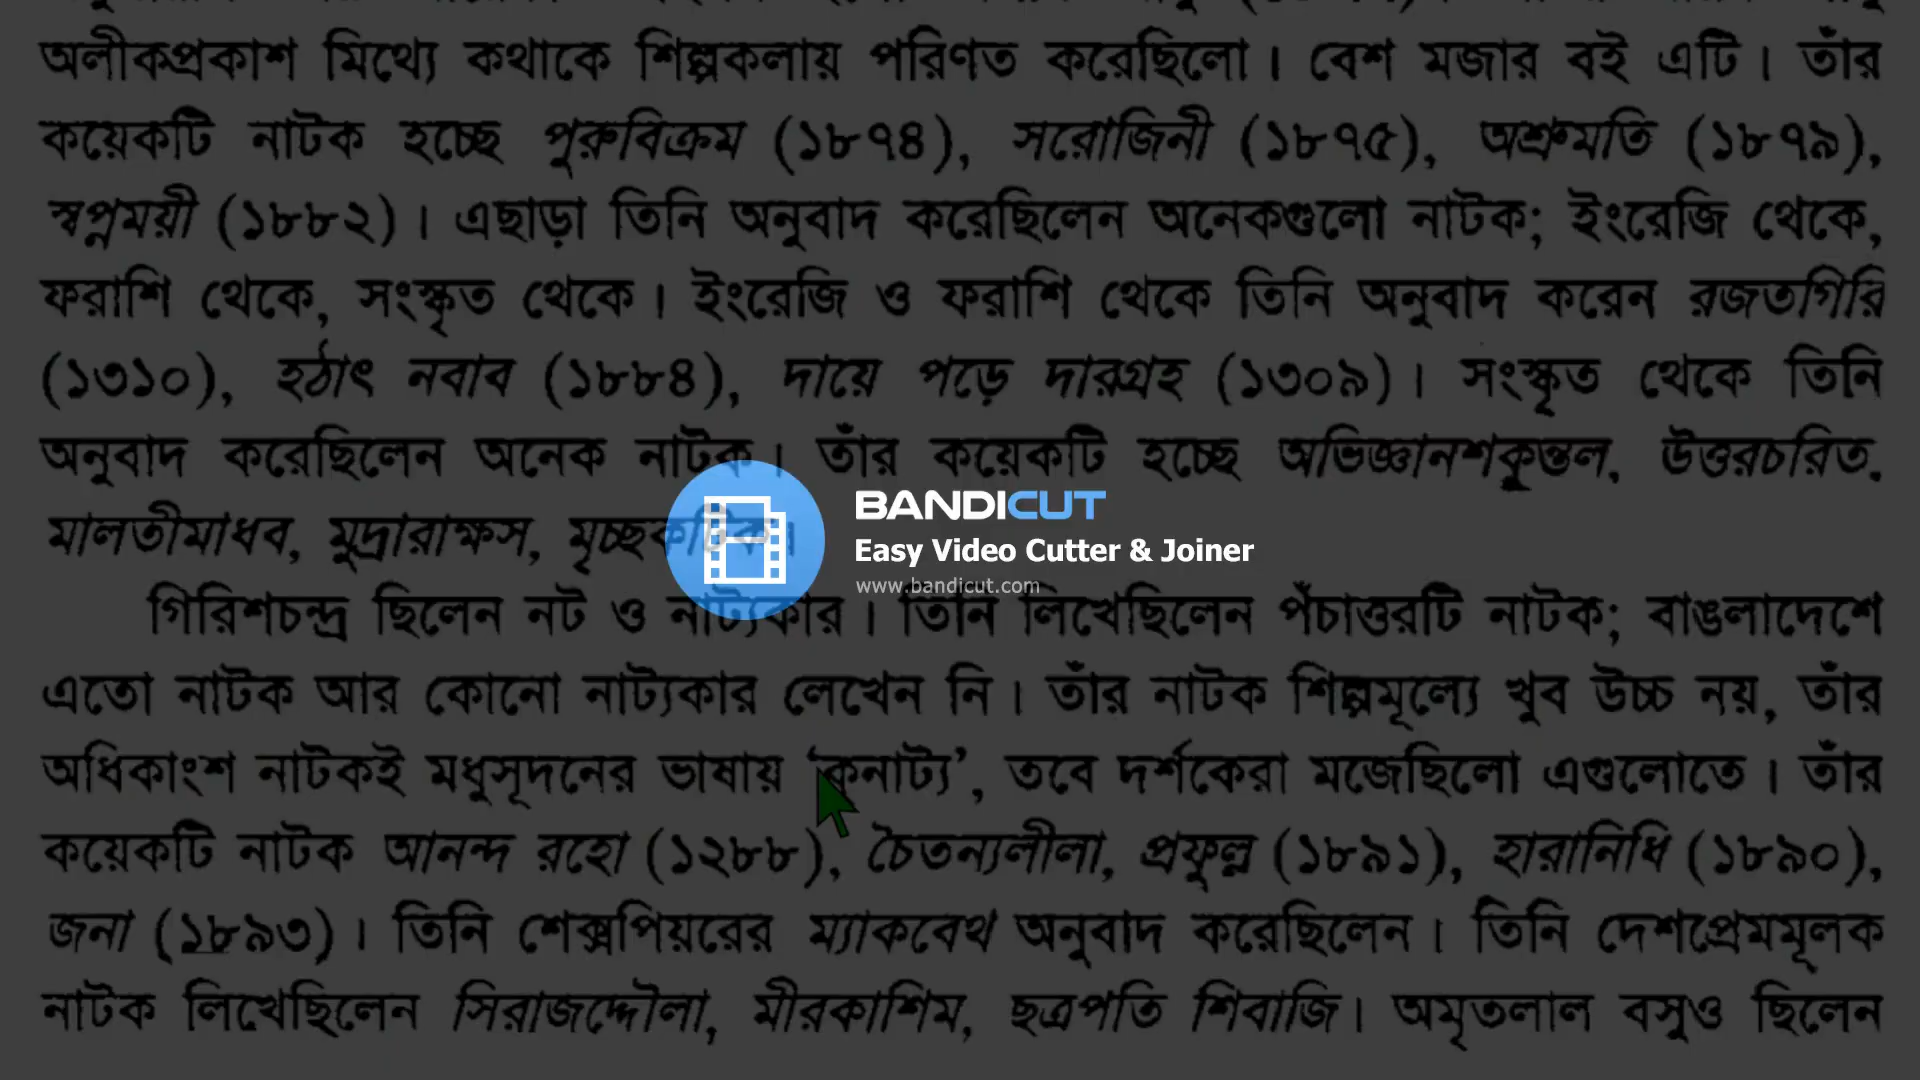 অলীকপ্রকাশ মিথ্যে কথাকে শিল্পকলায় পরিণত করেছিলো। বেশ মজার বই এটি। তাঁর
কয়েকটি নাটক হচ্ছে পুরুবিক্রম (১৮৭৪), সরোজিনী (১৮৭৫), অশ্রুমতি (১৮৭৯),
স্বপ্নময়ী (১৮৮২)। এছাড়া তিনি অনুবাদ করেছিলেন অনেকগুলো নাটক; ইংরেজি থেকে,
ফরাশি থেকে, সংস্কৃত থেকে। ইংরেজি ও ফরাশি থেকে তিনি অনুবাদ করেন রজতগিরি
(১৩১০), হঠাৎ নবাব (১৮৮৪), দায়ে পড়ে দারগ্রহ (১৩০৯)। সংস্কৃত থেকে তিনি
অনুবাদ করেছিলেন অনেক নাটক। তাঁর কয়েকটি হচ্ছে অভিজ্ঞানশকুন্তল, উত্তরচরিত,
মালতীমাধব, মুদ্রারাক্ষস, মৃচ্ছকটিক।
BANDICUT
Easy Video Cutter & Joiner
www.bandicut.com
গিরিশচন্দ্র ছিলেন নট ও নাট্যকার। তিনি লিখেছিলেন পঁচাত্তরটি নাটক; বাঙলাদেশে
এতো নাটক আর কোনো নাট্যকার লেখেন নি। তাঁর নাটক শিল্পমূল্যে খুব উচ্চ নয়, তাঁর
অধিকাংশ নাটকই মধুসূদনের ভাষায় ‘কুনাট্য’, তবে দর্শকেরা মজেছিলো এগুলোতে। তাঁর
কয়েকটি নাটক আনন্দ রহো (১২৮৮), চৈতন্যলীলা, প্রফুল্ল (১৮৯১), হারানিধি (১৮৯০),
জনা (১৮৯৩)। তিনি শেক্সপিয়রের ম্যাকবেথ অনুবাদ করেছিলেন। তিনি দেশপ্রেমমূলক
নাটক লিখেছিলেন সিরাজদ্দৌলা, মীরকাশিম, ছত্রপতি শিবাজি। অমৃতলাল বসুও ছিলেন